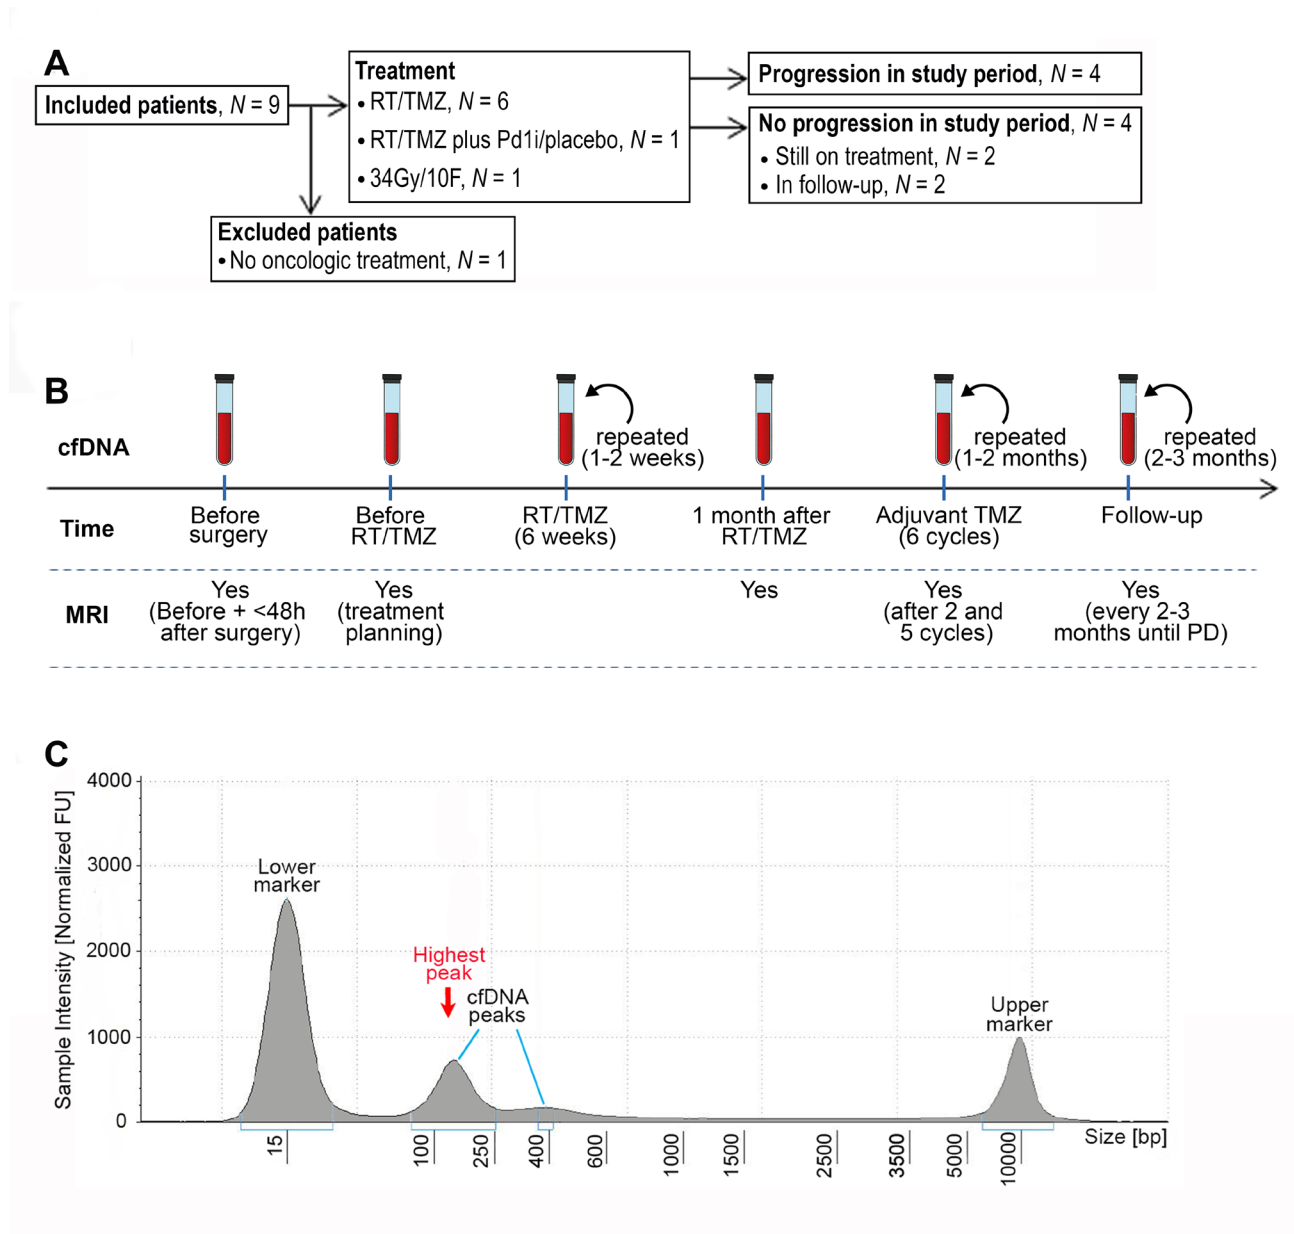 A
Included patients, N = 9
Treatment
• RT/TMZ, N = 6
• RT/TMZ plus Pd1i/placebo, N = 1
• 34Gy/10F, N = 1
Progression in study period, N = 4
No progression in study period, N = 4
• Still on treatment, N = 2
• In follow-up, N = 2
Excluded patients
• No oncologic treatment, N = 1
B
cfDNA
repeated
(1-2 weeks)
repeated
(1-2 months)
repeated
(2-3 months)
Time
Before
surgery
Before
RT/TMZ
RT/TMZ
(6 weeks)
1 month after
RT/TMZ
Adjuvant TMZ
(6 cycles)
Follow-up
MRI
Yes
(Before + <48h
after surgery)
Yes
(treatment
planning)
Yes
Yes
(after 2 and
5 cycles)
Yes
(every 2-3
months until PD)
C
Sample Intensity [Normalized FU]
4000
3000
2000
1000
0
Lower
marker
Highest
peak
cfDNA
peaks
Upper
marker
15
100
250
400
600
1000
1500
2500
3500
5000
10000
Size [bp]